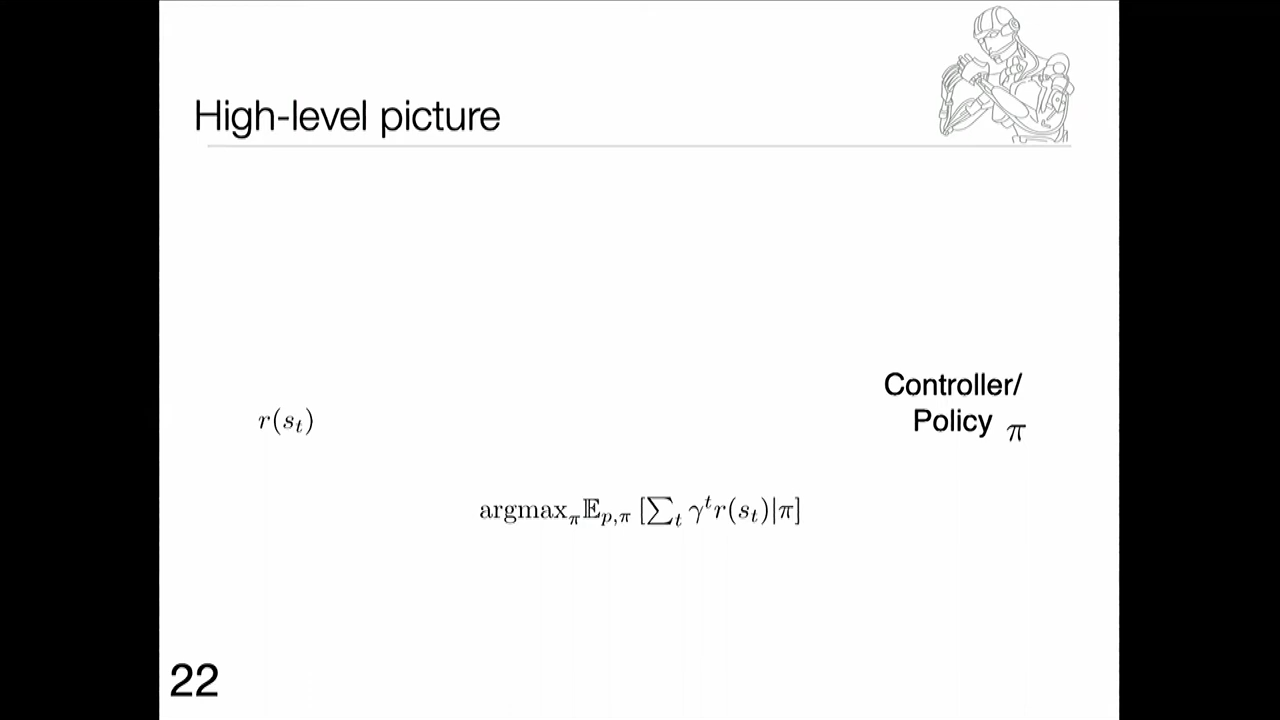 High-level picture
Controller/
Policy π
r(s_t)
argmax_π 𝔼_{p,π} [∑_t γ^t r(s_t)|π]
22